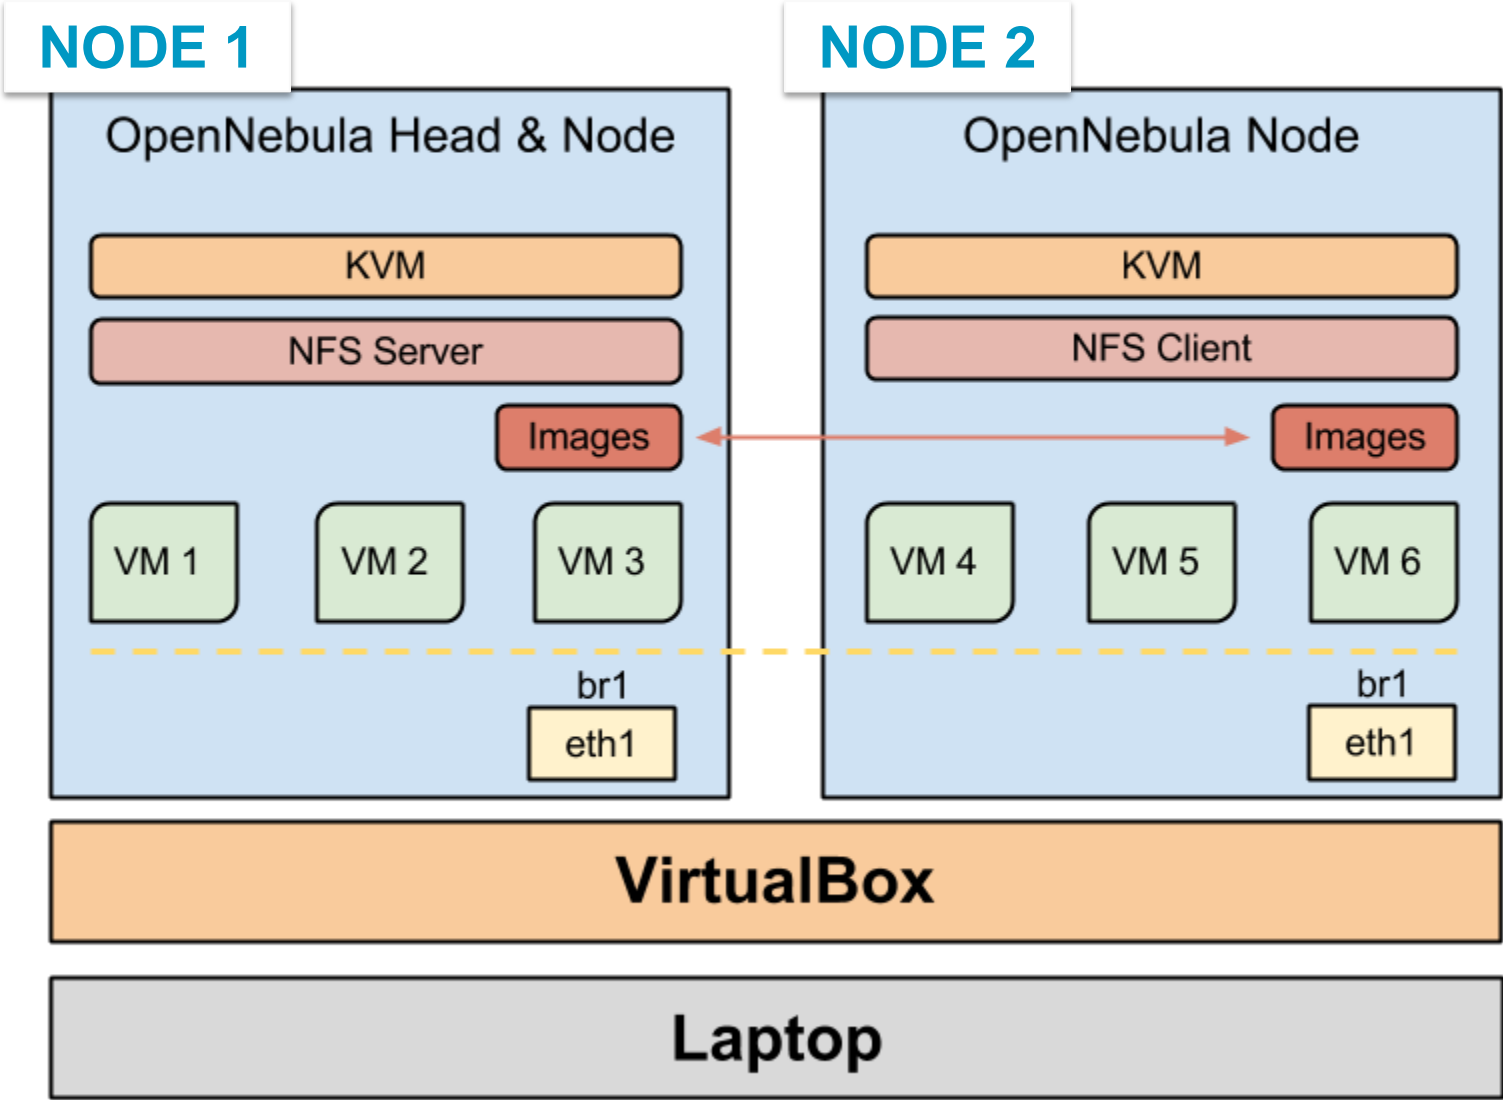 NODE 1
NODE 2
OpenNebula Head & Node
KVM
NFS Server
Images
VM 1
VM 2
VM 3
br1
eth1
OpenNebula Node
KVM
NFS Client
Images
VM 4
VM 5
VM 6
br1
eth1
VirtualBox
Laptop